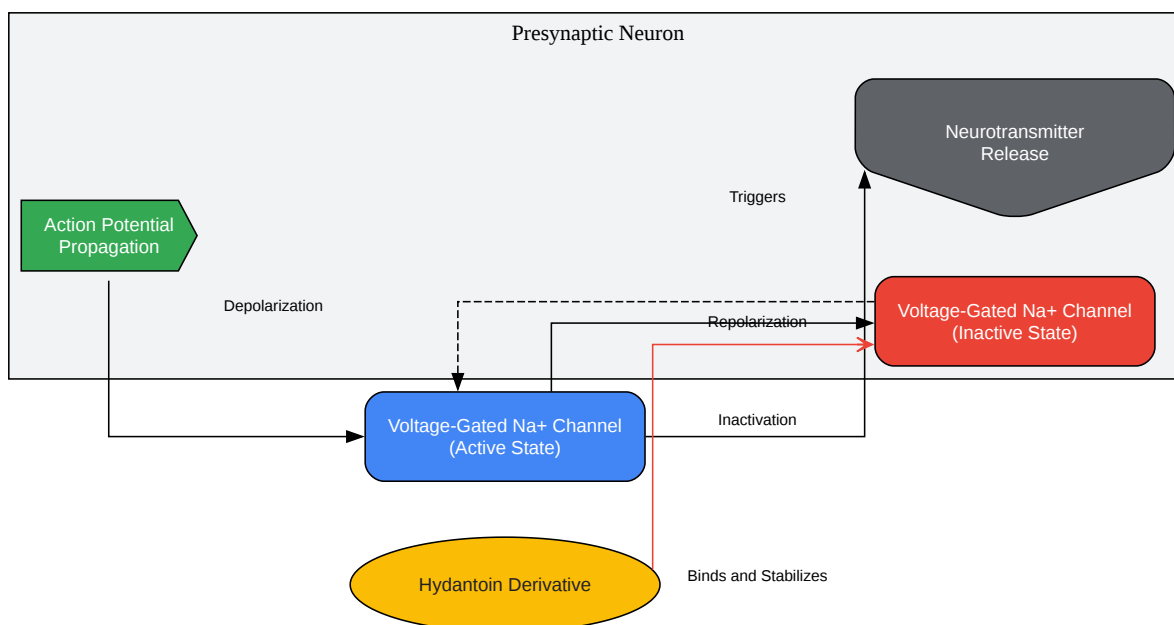 Presynaptic Neuron
Neurotransmitter
Release
Triggers
Action Potential
Propagation
Depolarization
Voltage-Gated Na+ Channel
(Inactive State)
Repolarization
Voltage-Gated Na+ Channel
(Active State)
Inactivation
Hydantoin Derivative
Binds and Stabilizes